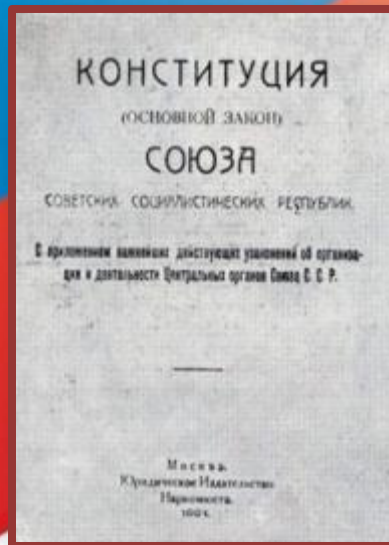 КОНСТИТУЦИЯ
(ОСНОВНОЙ ЗАКОН)
СОЮЗА
СОВЕТСКИХ СОЦИАЛИСТИЧЕСКИХ РЕСПУБЛИК
С приложением важнейших действующих узаконений об организа-
ции и деятельности Центральных органов Союза С. С. Р.
Москва.
Юридическое Издательство
Наркомюста.